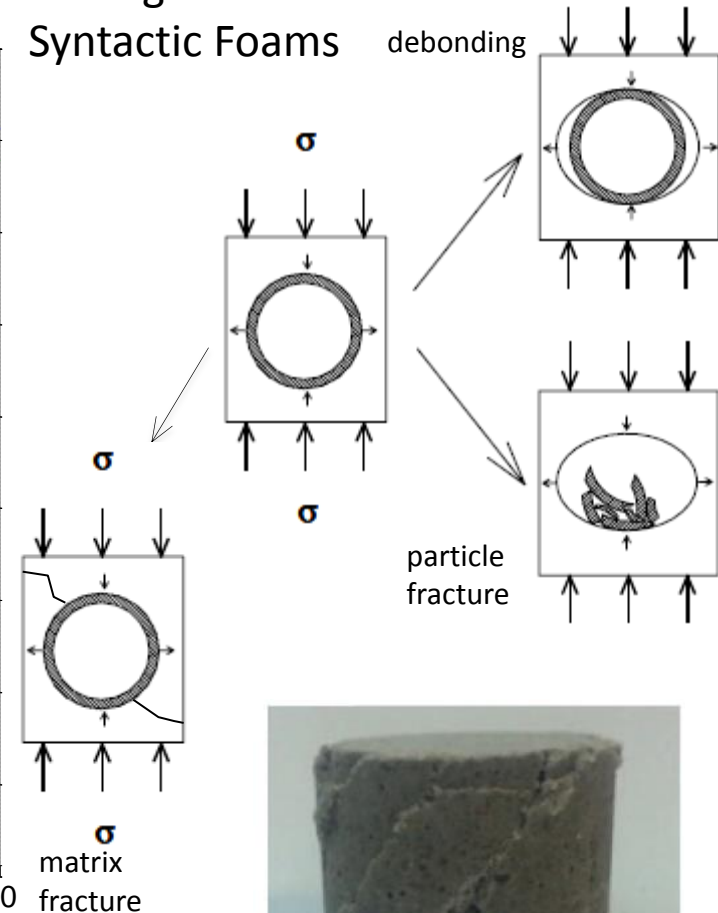 Syntactic Foams
debonding
σ
σ
particle
fracture
σ
σ
matrix
fracture
0